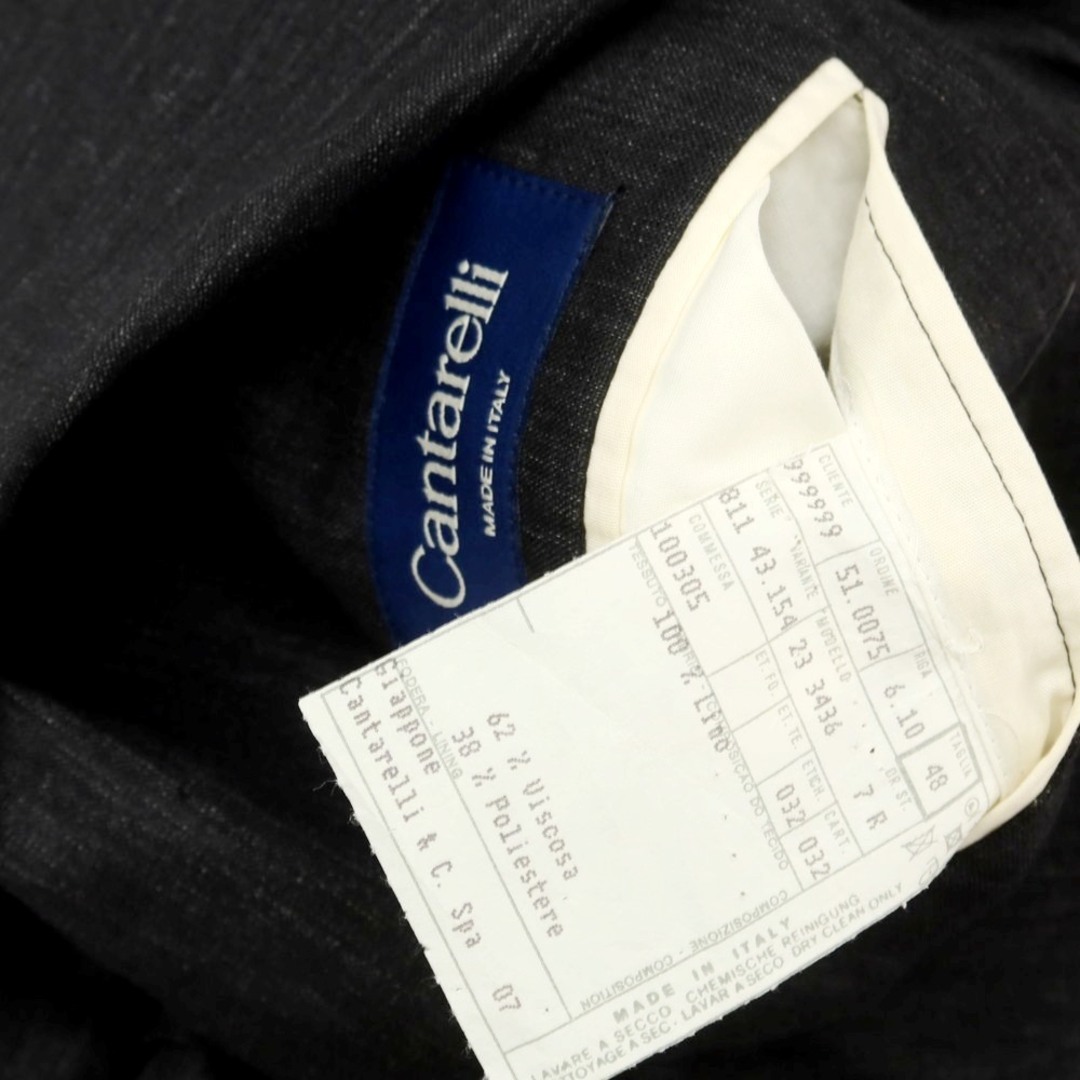 Cantarelli
MADE IN ITALY
CLIENTE ORDINE RIGA TAGLIA
999999 51.0075 6.10 48
SERIE VARIANTE MODELLO DR ST.
811 43.154 23 3436 7 R
COMMESSA ET.FO. ET.TE. ETICH. CART.
100305 032 032
TESSUTO
100 % Lino
62 % Viscosa
38 % Poliestere
FODERA - LINING
Giappone
Cantarelli & C. Spa 07
COMPOSIZIONE - COMPOSITION
MADE IN ITALY
LAVARE A SECCO. CHEMISCHE REINIGUNG
A SEC. LAVAR A SECO DRY CLEAN ONLY